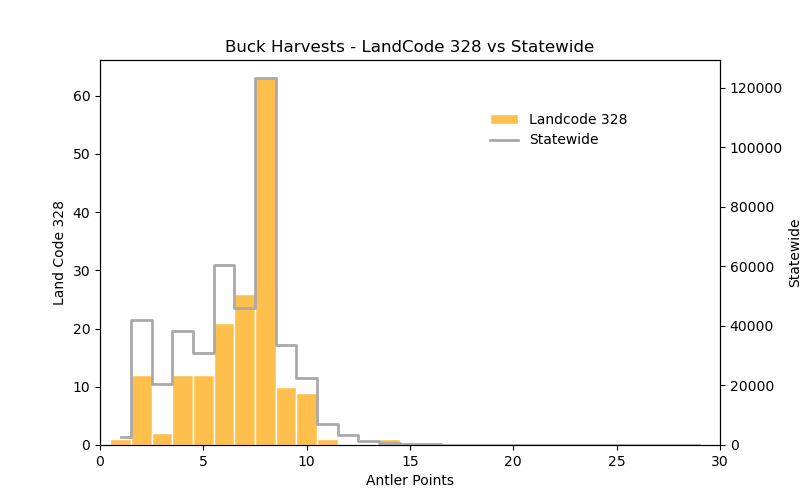 Buck Harvests - LandCode 328 vs Statewide
60
50
40
30
20
10
0
Land Code 328
120000
100000
80000
60000
40000
20000
0
Statewide
Landcode 328
Statewide
0 5 10 15 20 25 30
Antler Points